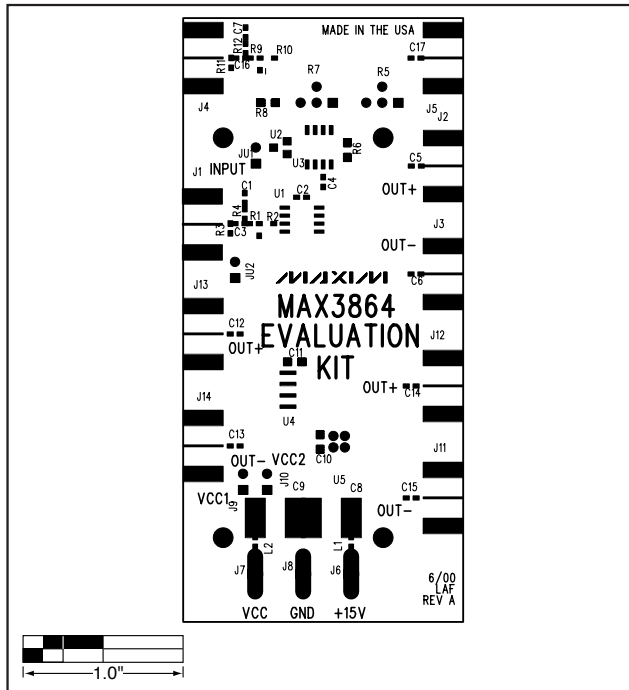 MADE IN THE USA
C7
R12
R9
R10
C17
R11
C16
R7
R5
J4
R8
J5
J2
U2
JU1
U3
R6
INPUT
C5
J1
C4
OUT+
C1
U1
C2
R4
R3
C3
R1
R2
J3
OUT-
JU2
C6
J13
MAXIM
MAX3864
EVALUATION
KIT
C12
OUT+
J12
C11
OUT+
C14
J14
U4
C13
J11
OUT-
VCC2
C10
VCC1
J10
J9
C9
U5
C8
C15
OUT-
L2
L1
J7
J8
J6
6/00
LAF
REV A
VCC
GND
+15V
1.0"